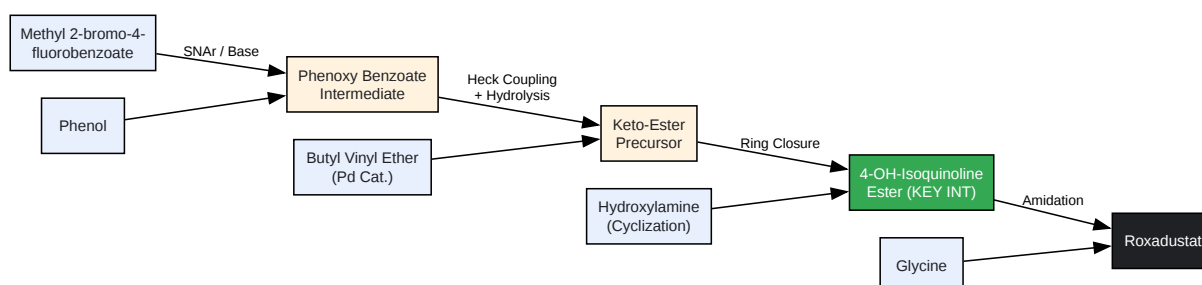 Methyl 2-bromo-4-
fluorobenzoate
SNAr / Base
Phenol
Phenoxy Benzoate
Intermediate
Heck Coupling
+ Hydrolysis
Butyl Vinyl Ether
(Pd Cat.)
Keto-Ester
Precursor
Ring Closure
Hydroxylamine
(Cyclization)
4-OH-Isoquinoline
Ester (KEY INT)
Amidation
Glycine
Roxadustat